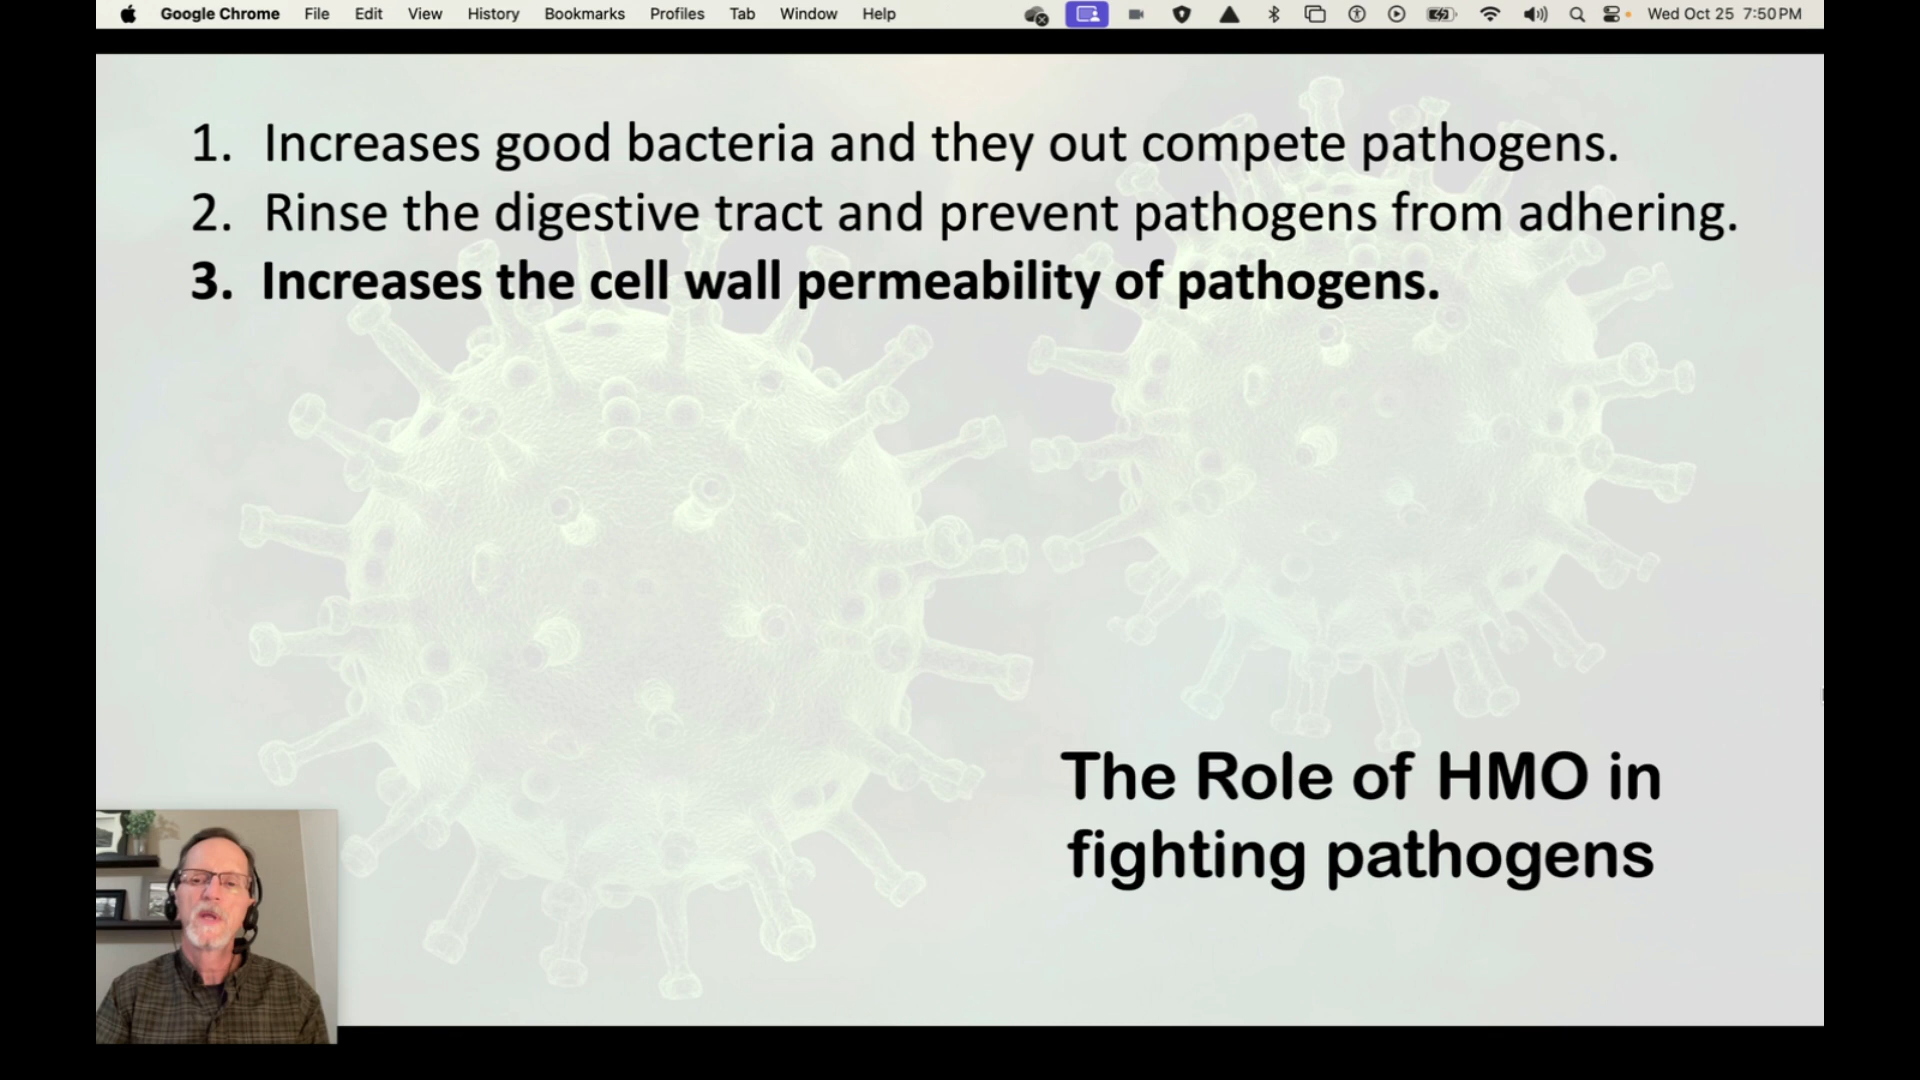 Google Chrome File Edit View History Bookmarks Profiles Tab Window Help Wed Oct 25 7:50 PM
1. Increases good bacteria and they out compete pathogens.
2. Rinse the digestive tract and prevent pathogens from adhering.
3. Increases the cell wall permeability of pathogens.
The Role of HMO in
fighting pathogens